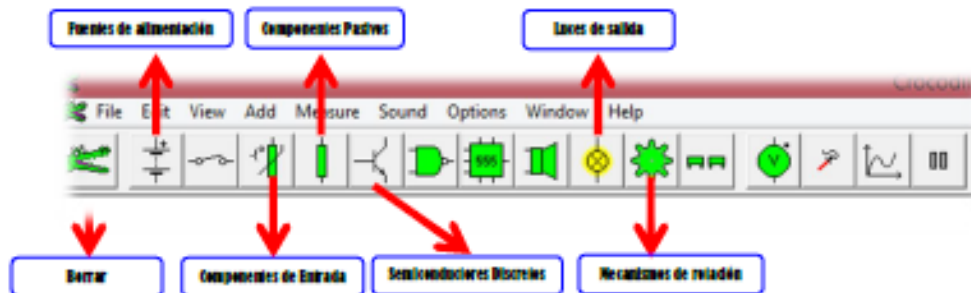 Fuentes de alimentación
Componentes Pasivos
Luces de salida
Crocodi
File Edit View Add Measure Sound Options Window Help
555
V
Borrar
Componentes de Entrada
Semiconductores Discretos
Mecanismos de rotación